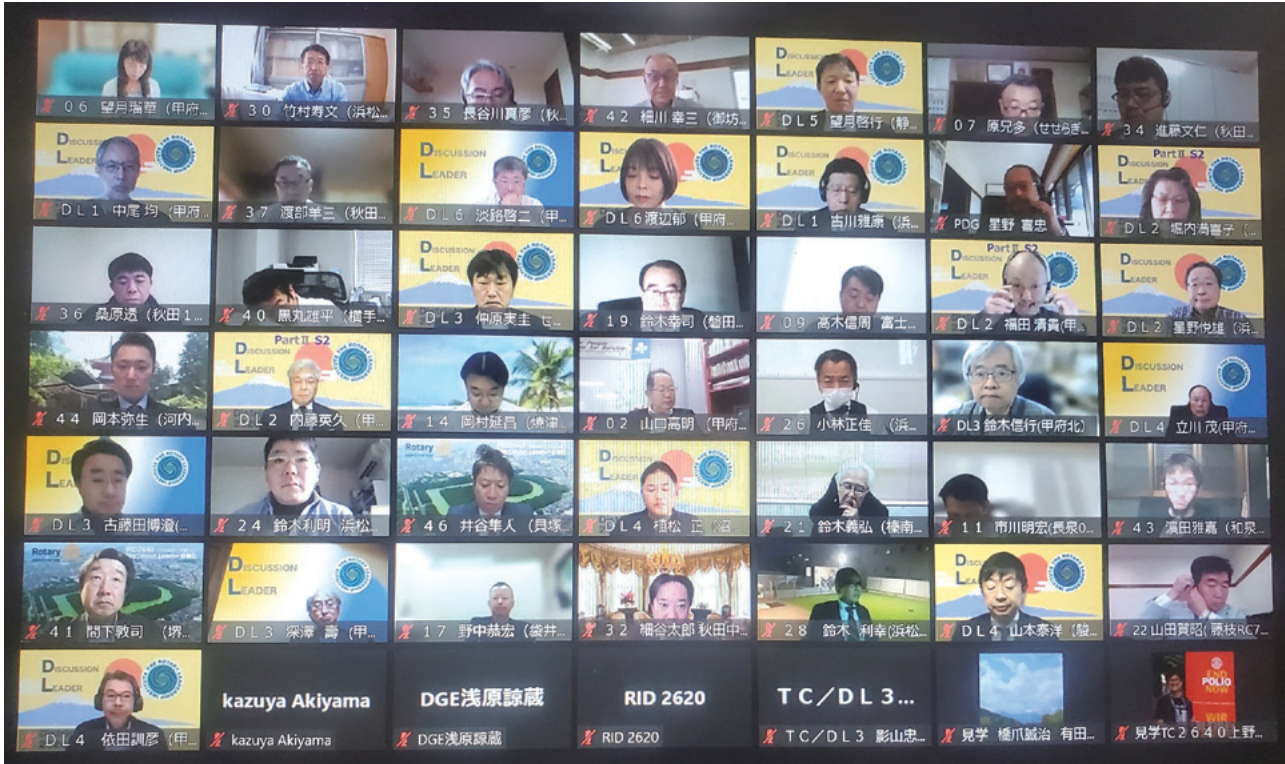 06 望月瑠華（甲府...
30 竹村寿文（浜松...
35 長谷川真彦（秋...
42 細川 幸三（御坊...
DISCUSSION
LEADER
DL5 望月啓行（静...
07 原兄多（せせらぎ...
34 進藤文仁（秋田...
DISCUSSION
LEADER
DL1 中尾 均（甲府...
37 渡部羊三（秋田...
DISCUSSION
LEADER
DL6 淡路啓二（甲...
DISCUSSION
LEADER
DL6 渡辺郁（甲府...
DISCUSSION
LEADER
DL1 古川雅康（浜...
PDG 星野 喜忠
Part II S2
DISCUSSION
LEADER
DL2 堀内満喜子（...
36 桑原透（秋田1...
40 黒丸雄平（横手...
DISCUSSION
LEADER
DL3 仲原実圭
19 鈴木幸司（磐田...
09 高木信周 富士...
Part II S2
DISCUSSION
LEADER
DL2 福田 清貴(甲
DISCUSSION
LEADER
DL2 星野悦雄（浜...
44 岡本弥生（河内...
Part II S2
DISCUSSION
LEADER
DL2 内藤英久（甲...
14 岡村延昌（焼津...
02 山口高明（甲府...
26 小林正佳 （浜...
DL3 鈴木信行(甲府北)
DISCUSSION
LEADER
DL4 立川 茂(甲府...
DL3 古藤田博澄(...
24 鈴木利明 浜松...
Rotary
46 井谷隼人（貝塚...
DISCUSSION
LEADER
DL4 植松 正（沼...
21 鈴木義弘（榛南...
11 市川明宏(長泉0...
43 濵田雅嘉（和泉...
Rotary
41 間下敦司 （堺...
DISCUSSION
LEADER
DL3 深澤 壽（甲...
17 野中恭宏（袋井...
32 細谷太郎 秋田中...
28 鈴木 利幸(浜松...
DL4 山本泰洋（駿...
22 山田賀昭( 藤枝RC7...
DISCUSSION
LEADER
THE ROTARY
DL4 依田訓彦（甲...
kazuya Akiyama
kazuya Akiyama
DGE浅原諒蔵
DGE浅原諒蔵
RID 2620
RID 2620
TC／DL3...
TC／DL3 影山忠...
見学 橋爪誠治 有田...
END
POLIO
NOW
WIR
見学TC2640上野...